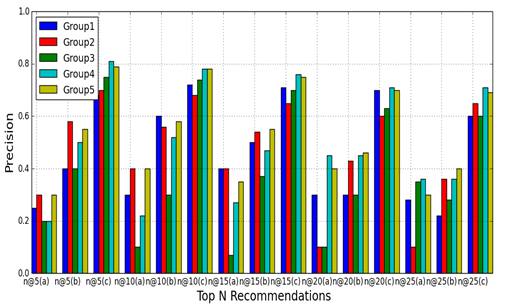 1.0
Group1
Group2
Group3
Group4
Group5
0.8
0.6
0.4
0.2
0.0
Precision
n@5(a) n@5(b) n@5(c) n@10(a) n@10(b) n@10(c) n@15(a) n@15(b) n@15(c) n@20(a) n@20(b) n@20(c) n@25(a) n@25(b) n@25(c)
Top N Recommendations